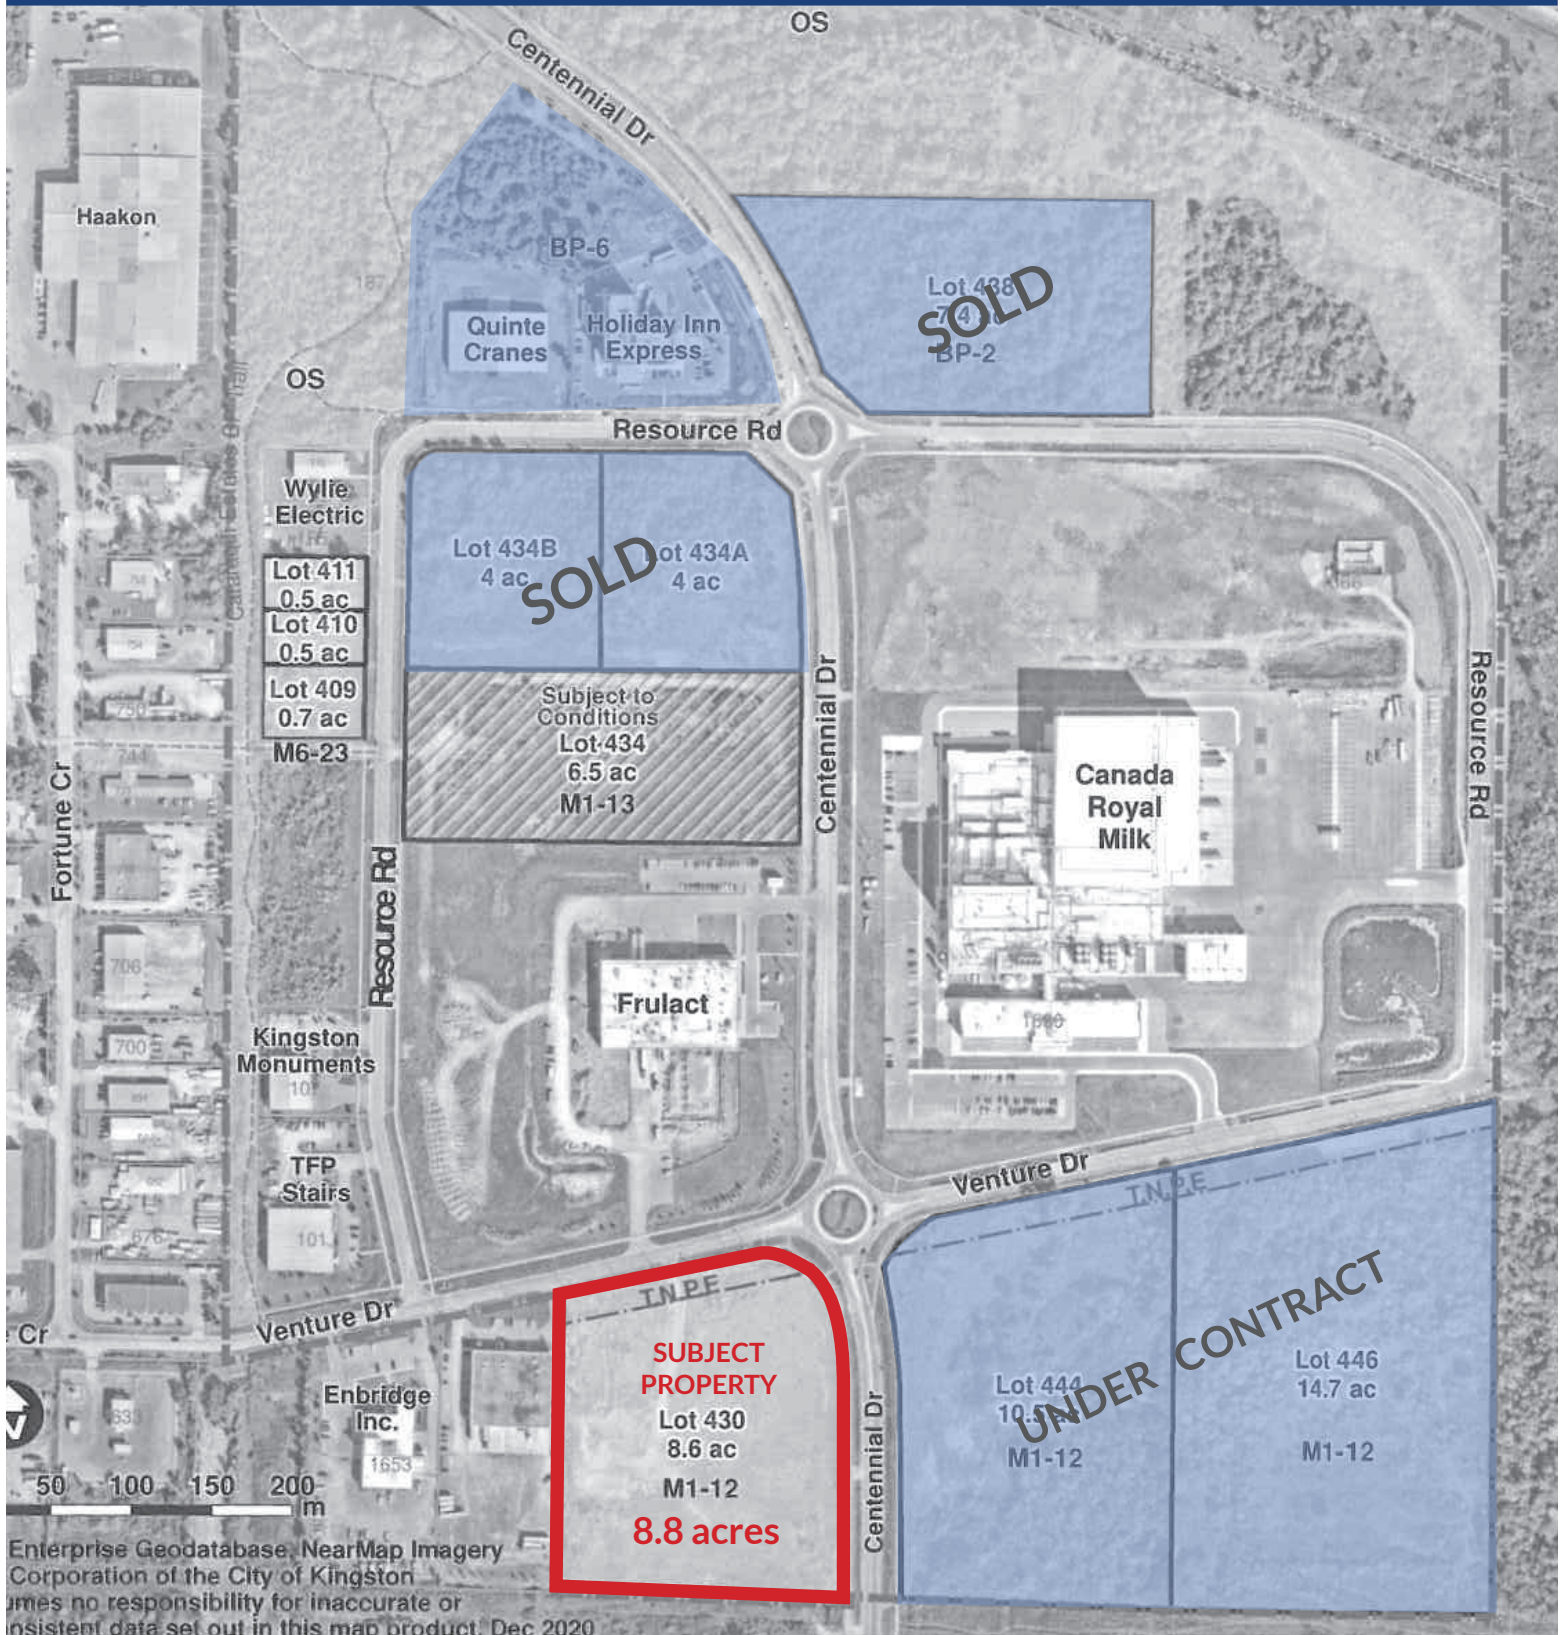 OS
Centennial Dr
Haakon
BP-6
187
Lot 438
7.4 ac
SOLD
BP-2
Quinte
Cranes
Holiday Inn
Express
OS
Resource Rd
Wylie
Electric
Lot 411
0.5 ac
Lot 410
0.5 ac
Lot 409
0.7 ac
M6-23
Lot 434B
4 ac
SOLD
Lot 434A
4 ac
Subject to
Conditions
Lot 434
6.5 ac
M1-13
Centennial Dr
Resource Rd
Canada
Royal
Milk
Fortune Cr
Resource Rd
706
Frulact
1680
700
Kingston
Monuments
TFP
Stairs
101
676
Venture Dr
T.N.P.E
Venture Dr
Cr
T.N.P.E
SUBJECT
PROPERTY
Lot 430
8.6 ac
M1-12
8.8 acres
Enbridge
Inc.
1653
633
Centennial Dr
Lot 444
M1-12
UNDER CONTRACT
Lot 446
14.7 ac
M1-12
50 100 150 200
m
Enterprise Geodatabase, NearMap Imagery
Corporation of the City of Kingston
umes no responsibility for inaccurate or
nsistent data set out in this map product. Dec 2020